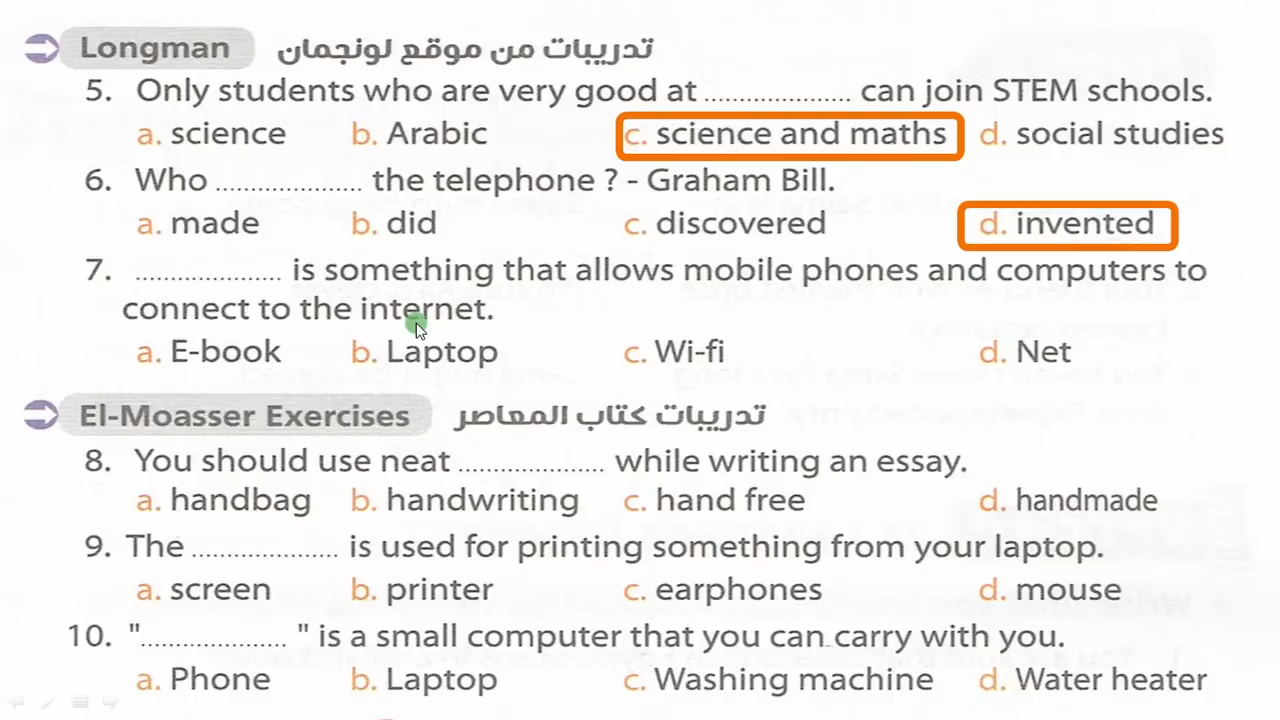 Longman تدريبات من موقع لونجمان
5. Only students who are very good at .................... can join STEM schools.
a. science b. Arabic c. science and maths d. social studies
6. Who .................... the telephone ? - Graham Bill.
a. made b. did c. discovered d. invented
7. .................... is something that allows mobile phones and computers to
connect to the internet.
a. E-book b. Laptop c. Wi-fi d. Net
El-Moasser Exercises تدريبات كتاب المعاصر
8. You should use neat .................... while writing an essay.
a. handbag b. handwriting c. hand free d. handmade
9. The .................... is used for printing something from your laptop.
a. screen b. printer c. earphones d. mouse
10. " .................... " is a small computer that you can carry with you.
a. Phone b. Laptop c. Washing machine d. Water heater